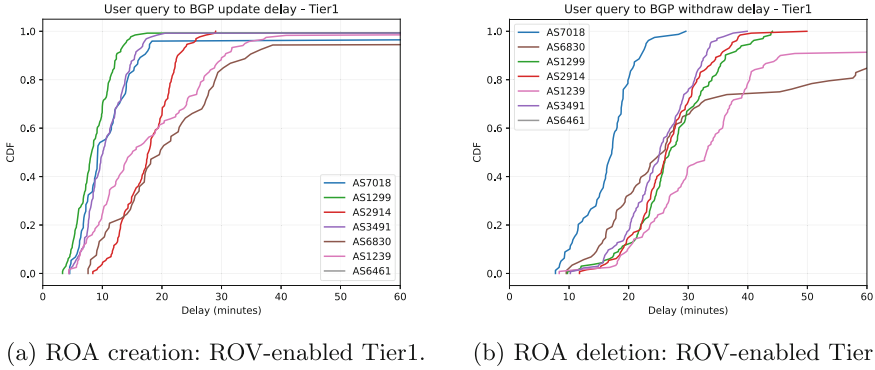 User query to BGP update delay - Tier1
CDF
1.0
0.8
0.6
0.4
0.2
0.0
AS7018
AS1299
AS2914
AS3491
AS6830
AS1239
AS6461
0 10 20 30 40 50 60
Delay (minutes)
(a) ROA creation: ROV-enabled Tier1.
User query to BGP withdraw delay - Tier1
CDF
1.0
0.8
0.6
0.4
0.2
0.0
AS7018
AS6830
AS1299
AS2914
AS1239
AS3491
AS6461
0 10 20 30 40 50 60
Delay (minutes)
(b) ROA deletion: ROV-enabled Tier